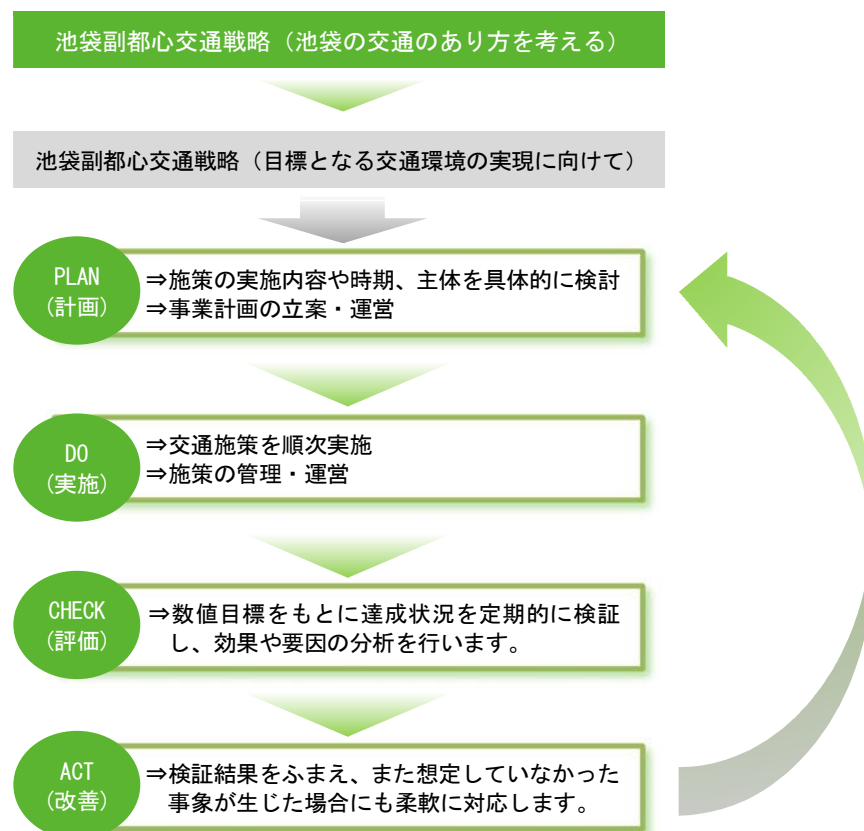 池袋副都心交通戦略（池袋の交通のあり方を考える）
池袋副都心交通戦略（目標となる交通環境の実現に向けて）
PLAN
（計画）
⇒施策の実施内容や時期、主体を具体的に検討
⇒事業計画の立案・運営
DO
（実施）
⇒交通施策を順次実施
⇒施策の管理・運営
CHECK
（評価）
⇒数値目標をもとに達成状況を定期的に検証
し、効果や要因の分析を行います。
ACT
（改善）
⇒検証結果をふまえ、また想定していなかった
事象が生じた場合にも柔軟に対応します。